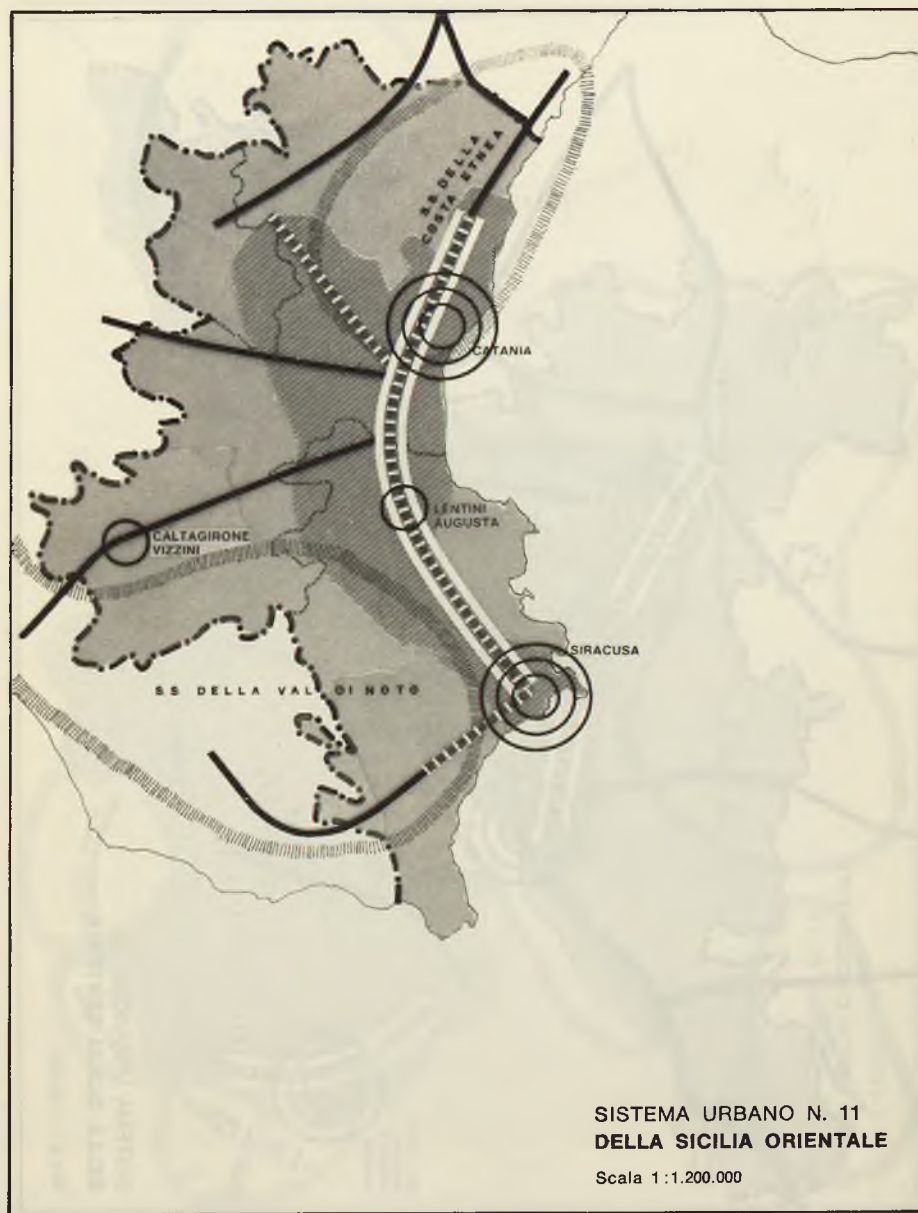 S.S. DELLA
COSTA ETNEA
CATANIA
LENTINI
AUGUSTA
CALTAGIRONE
VIZZINI
SIRACUSA
S.S. DELLA VAL DI NOTO
SISTEMA URBANO N. 11
DELLA SICILIA ORIENTALE
Scala 1:1.200.000